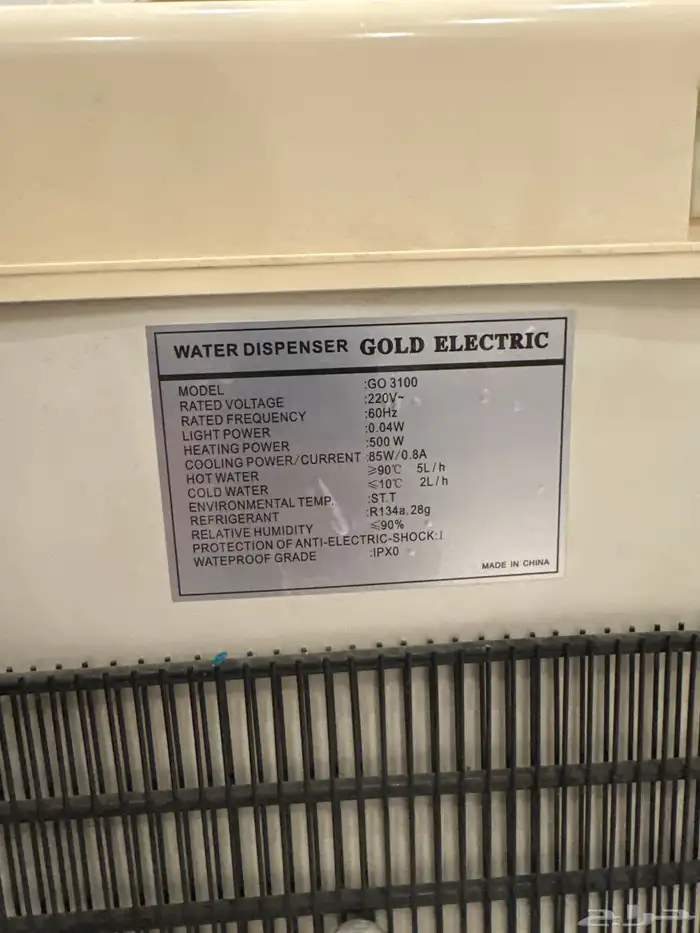 WATER DISPENSER GOLD ELECTRIC
MODEL :GO 3100
RATED VOLTAGE :220V~
RATED FREQUENCY :60Hz
LIGHT POWER :0.04W
HEATING POWER :500 W
COOLING POWER/CURRENT :85W/0.8A
HOT WATER ≥90℃ 5L/h
COLD WATER ≤10℃ 2L/h
ENVIRONMENTAL TEMP. :ST.T
REFRIGERANT :R134a,28g
RELATIVE HUMIDITY ≤90%
PROTECTION OF ANTI-ELECTRIC-SHOCK:I
WATEPROOF GRADE :IPX0
MADE IN CHINA
حراج